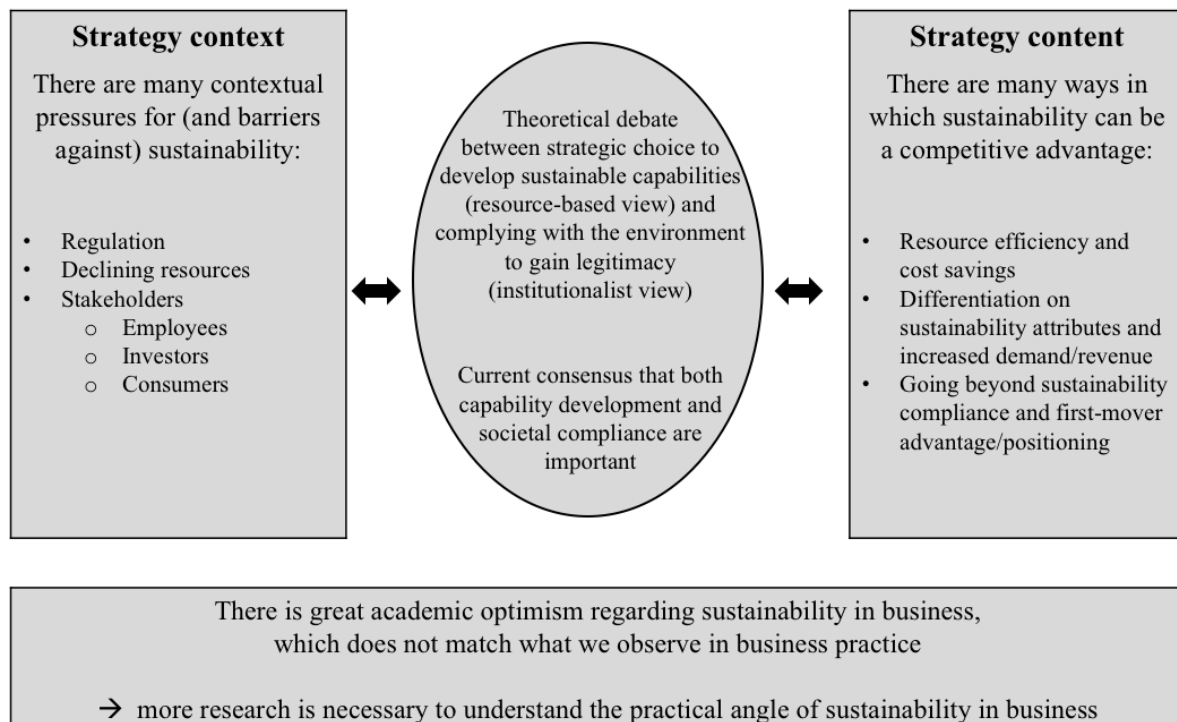 Strategy context
There are many contextual
pressures for (and barriers
against) sustainability:
• Regulation
• Declining resources
• Stakeholders
o Employees
o Investors
o Consumers
Theoretical debate
between strategic choice to
develop sustainable capabilities
(resource-based view) and
complying with the environment
to gain legitimacy
(institutionalist view)
Current consensus that both
capability development and
societal compliance are
important
Strategy content
There are many ways in
which sustainability can be
a competitive advantage:
• Resource efficiency and
cost savings
• Differentiation on
sustainability attributes and
increased demand/revenue
• Going beyond sustainability
compliance and first-mover
advantage/positioning
There is great academic optimism regarding sustainability in business,
which does not match what we observe in business practice
→ more research is necessary to understand the practical angle of sustainability in business